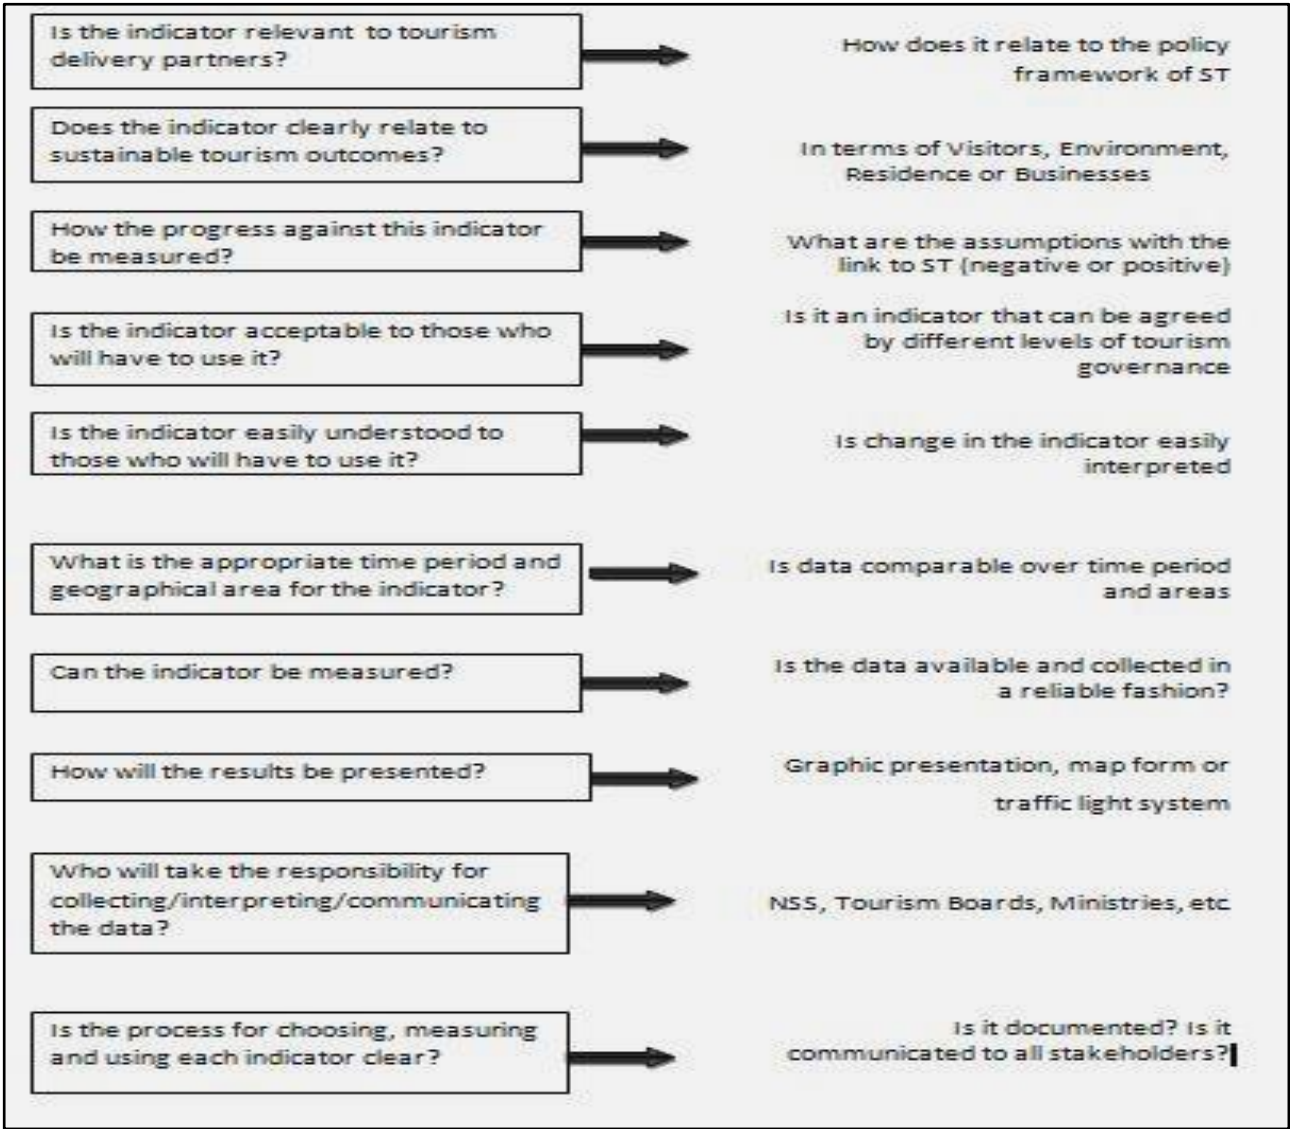 Is the indicator relevant to tourism
delivery partners?
How does it relate to the policy
framework of ST
Does the indicator clearly relate to
sustainable tourism outcomes?
In terms of Visitors, Environment,
Residence or Businesses
How the progress against this indicator
be measured?
What are the assumptions with the
link to ST (negative or positive)
Is the indicator acceptable to those who
will have to use it?
Is it an indicator that can be agreed
by different levels of tourism
governance
Is the indicator easily understood to
those who will have to use it?
Is change in the indicator easily
interpreted
What is the appropriate time period and
geographical area for the indicator?
Is data comparable over time period
and areas
Can the indicator be measured?
Is the data available and collected in
a reliable fashion?
How will the results be presented?
Graphic presentation, map form or
traffic light system
Who will take the responsibility for
collecting/interpreting/communicating
the data?
NSS, Tourism Boards, Ministries, etc
Is the process for choosing, measuring
and using each indicator clear?
Is it documented? Is it
communicated to all stakeholders?